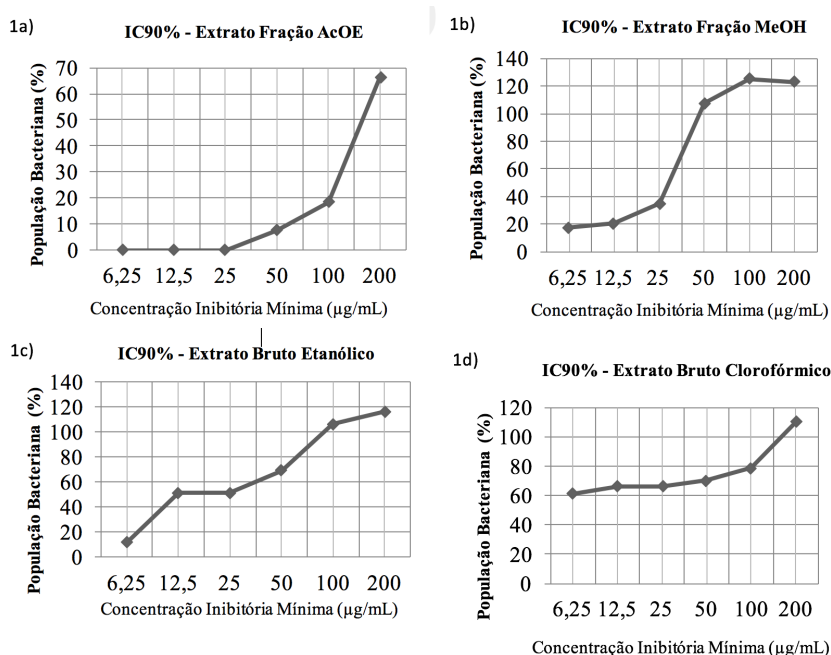 1a)
IC90% - Extrato Fração AcOE
População Bacteriana (%)
70
60
50
40
30
20
10
0
6,25 12,5 25 50 100 200
Concentração Inibitória Mínima (µg/mL)
1b)
IC90% - Extrato Fração MeOH
População Bacteriana (%)
140
120
100
80
60
40
20
0
6,25 12,5 25 50 100 200
Concentração Inibitória Mínima (µg/mL)
1c)
IC90% - Extrato Bruto Etanólico
População Bacteriana (%)
140
120
100
80
60
40
20
0
6,25 12,5 25 50 100 200
Concentração Inibitória Mínima (µg/mL)
1d)
IC90% - Extrato Bruto Clorofórmico
População Bacteriana (%)
120
100
80
60
40
20
0
6,25 12,5 25 50 100 200
Concentração Inibitória Mínima (µg/mL)